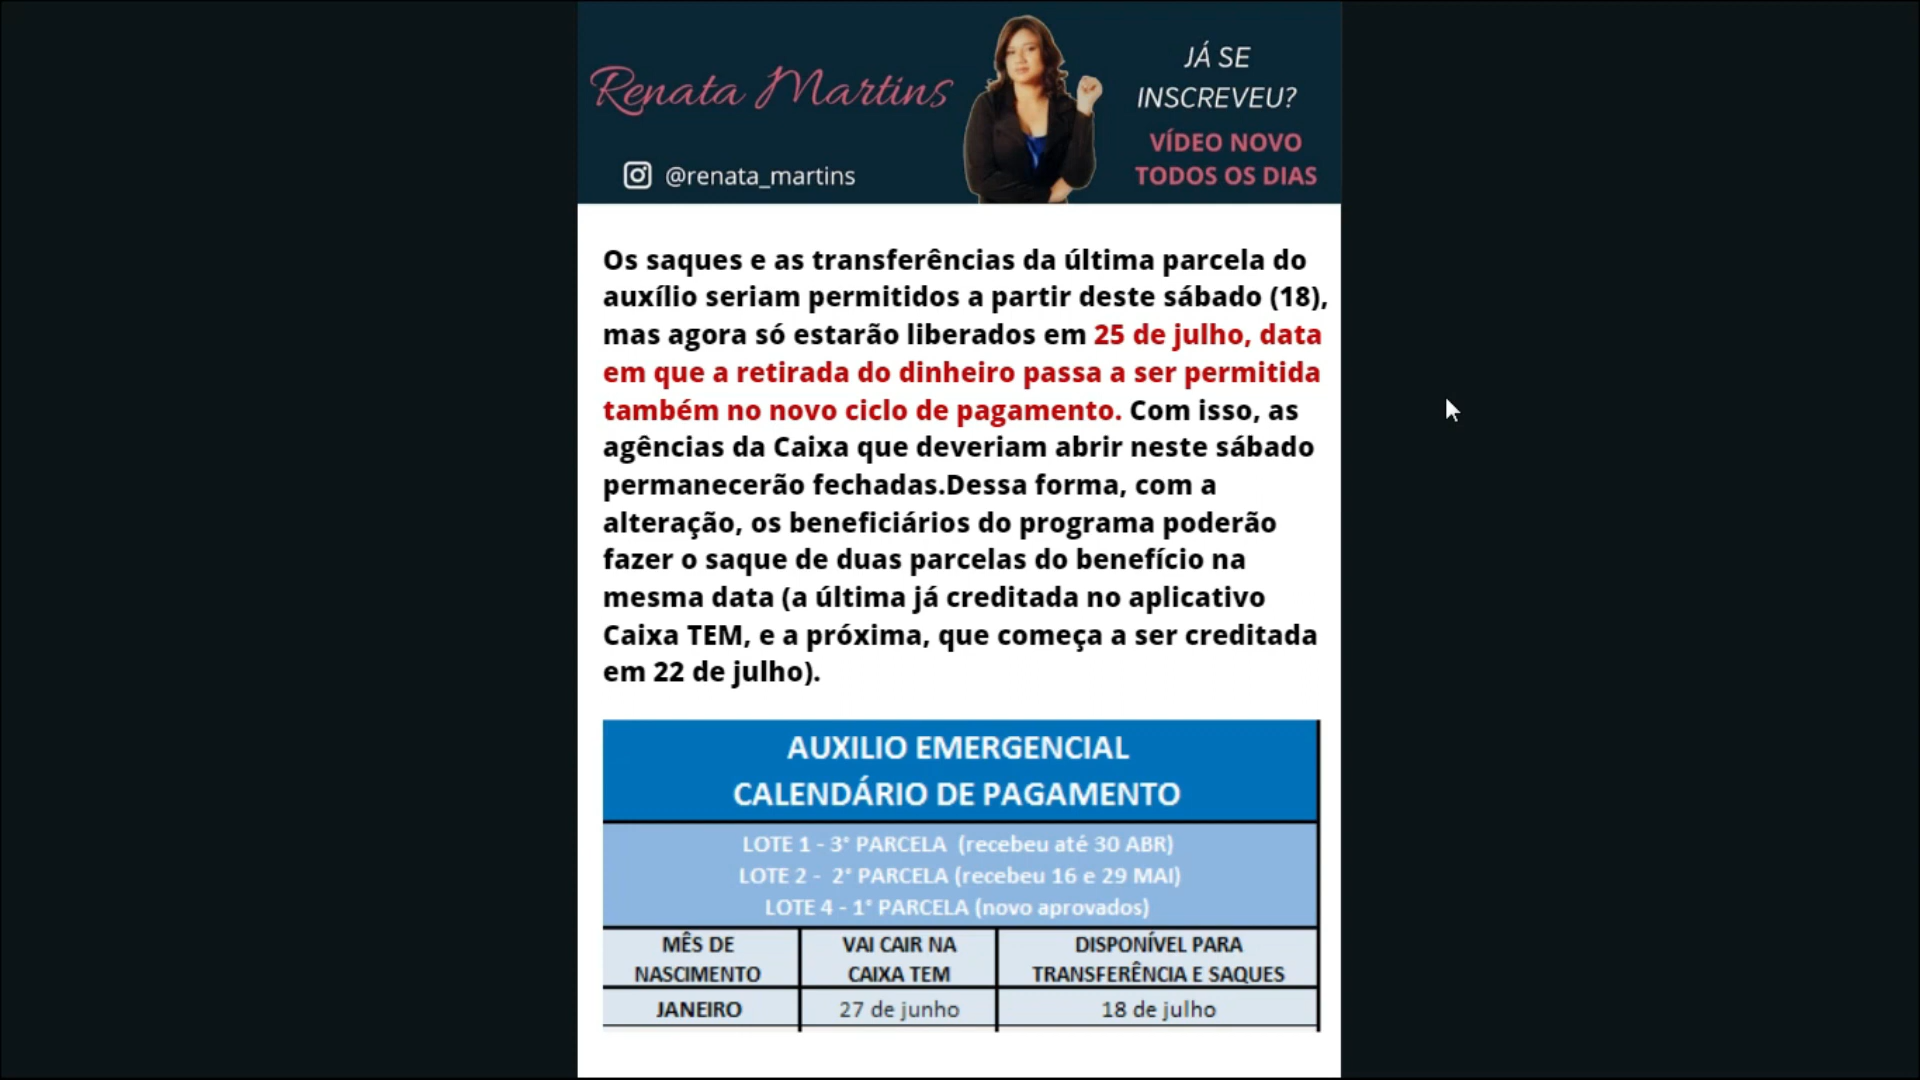 Renata Martins
@renata_martins
JÁ SE
INSCREVEU?
VÍDEO NOVO
TODOS OS DIAS
Os saques e as transferências da última parcela do
auxílio seriam permitidos a partir deste sábado (18),
mas agora só estarão liberados em 25 de julho, data
em que a retirada do dinheiro passa a ser permitida
também no novo ciclo de pagamento. Com isso, as
agências da Caixa que deveriam abrir neste sábado
permanecerão fechadas.Dessa forma, com a
alteração, os beneficiários do programa poderão
fazer o saque de duas parcelas do benefício na
mesma data (a última já creditada no aplicativo
Caixa TEM, e a próxima, que começa a ser creditada
em 22 de julho).
AUXILIO EMERGENCIAL
CALENDÁRIO DE PAGAMENTO
LOTE 1 - 3° PARCELA (recebeu até 30 ABR)
LOTE 2 - 2° PARCELA (recebeu 16 e 29 MAI)
LOTE 4 - 1° PARCELA (novo aprovados)
MÊS DE
NASCIMENTO
VAI CAIR NA
CAIXA TEM
DISPONÍVEL PARA
TRANSFERÊNCIA E SAQUES
JANEIRO
27 de junho
18 de julho